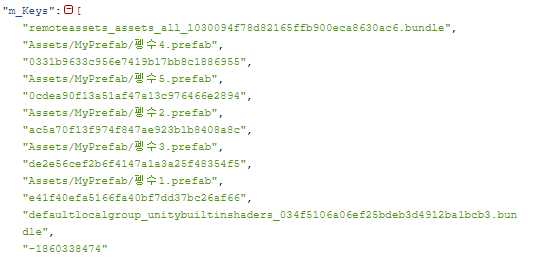 "m_Keys":[
"remoteassets_assets_all_1030094f78d82165ffb900eca8630ac6.bundle",
"Assets/MyPrefab/펭수4.prefab",
"0331b9633c956e7419b17bb8c1886955",
"Assets/MyPrefab/펭수5.prefab",
"0cdea90f13a51af47a13c976466e2894",
"Assets/MyPrefab/펭수2.prefab",
"ac5a70f13f974f847ae923b1b8408a8c",
"Assets/MyPrefab/펭수3.prefab",
"de2e56cef2b6f4147a1a3a25f48354f5",
"Assets/MyPrefab/펭수1.prefab",
"e41f40efa5166fa40bf7dd37bc26af66",
"defaultlocalgroup_unitybuiltinshaders_034f5106a06ef25bdeb3d4912ba1bcb3.bun
dle",
"-1860338474"